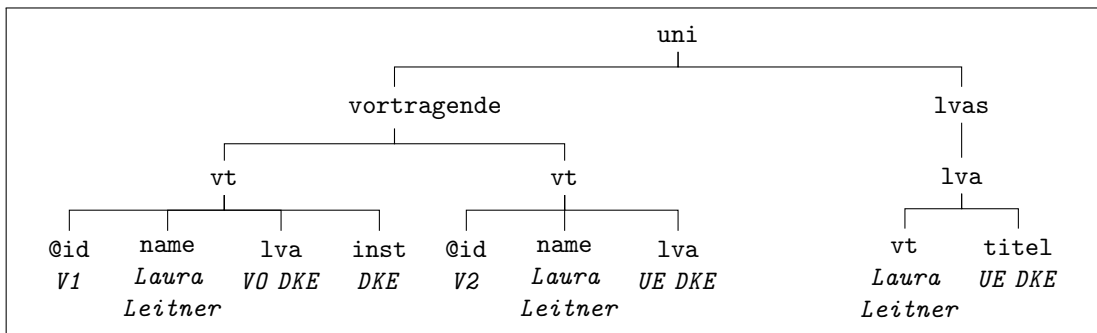 uni
vortragende lvas
vt vt lva
@id name lva inst @id name lva vt titel
V1 Laura VO DKE DKE V2 Laura UE DKE Laura UE DKE
Leitner Leitner Leitner